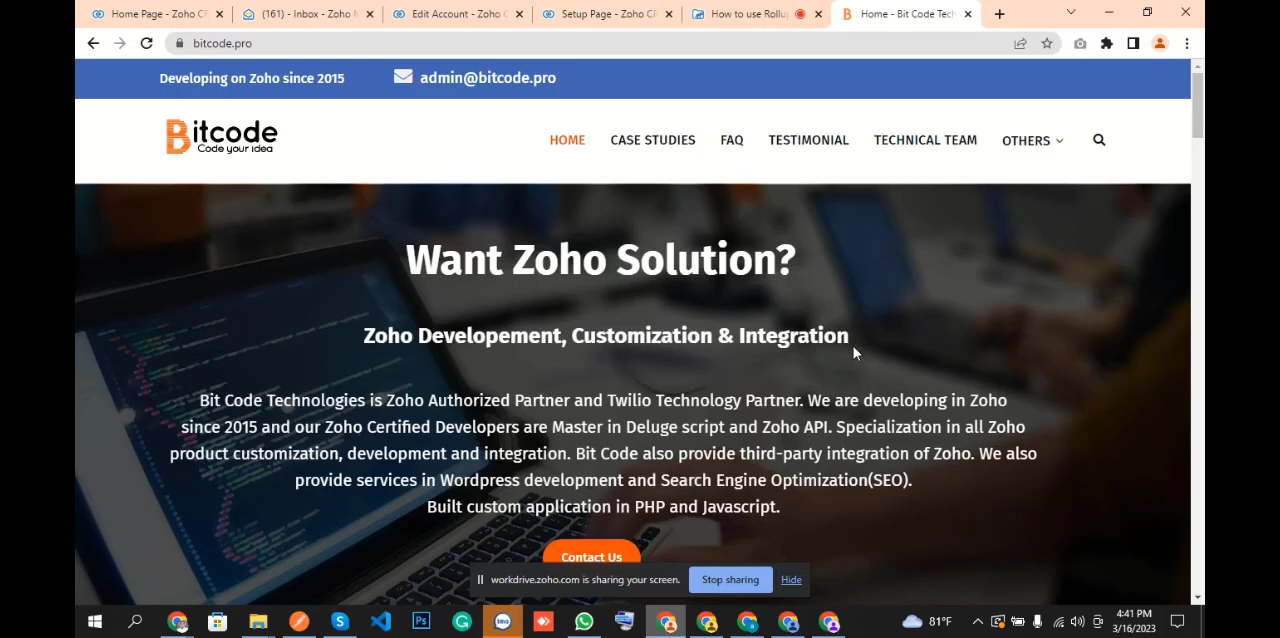 Home Page - Zoho CR
(161) - Inbox - Zoho M
Edit Account - Zoho C
Setup Page - Zoho CR
How to use Rollu
Home - Bit Code Tech
bitcode.pro
Developing on Zoho since 2015
admin@bitcode.pro
Bitcode
Code your idea
HOME
CASE STUDIES
FAQ
TESTIMONIAL
TECHNICAL TEAM
OTHERS
Want Zoho Solution?
Zoho Developement, Customization & Integration
Bit Code Technologies is Zoho Authorized Partner and Twilio Technology Partner. We are developing in Zoho
since 2015 and our Zoho Certified Developers are Master in Deluge script and Zoho API. Specialization in all Zoho
product customization, development and integration. Bit Code also provide third-party integration of Zoho. We also
provide services in Wordpress development and Search Engine Optimization(SEO).
Built custom application in PHP and Javascript.
Contact Us
workdrive.zoho.com is sharing your screen.
Stop sharing
Hide
81°F
4:41 PM
3/16/2023